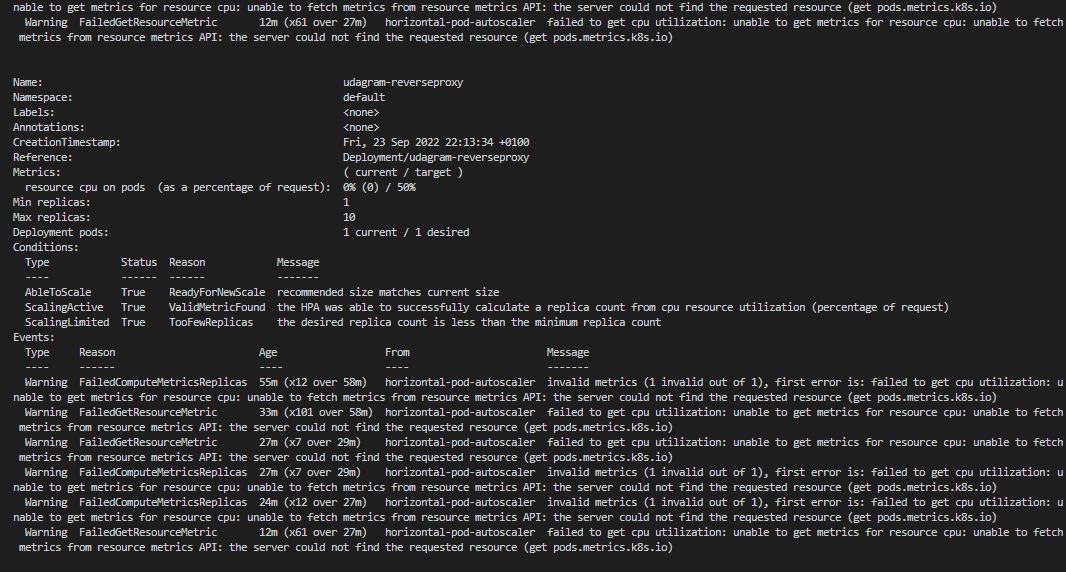 nable to get metrics for resource cpu: unable to fetch metrics from resource metrics API: the server could not find the requested resource (get pods.metrics.k8s.io)
  Warning  FailedGetResourceMetric       12m (x61 over 27m)   horizontal-pod-autoscaler  failed to get cpu utilization: unable to get metrics for resource cpu: unable to fetch
 metrics from resource metrics API: the server could not find the requested resource (get pods.metrics.k8s.io)
Name:                                                  udagram-reverseproxy
Namespace:                                             default
Labels:                                                <none>
Annotations:                                           <none>
CreationTimestamp:                                     Fri, 23 Sep 2022 22:13:34 +0100
Reference:                                             Deployment/udagram-reverseproxy
Metrics:                                               ( current / target )
  resource cpu on pods  (as a percentage of request):  0% (0) / 50%
Min replicas:                                          1
Max replicas:                                          10
Deployment pods:                                       1 current / 1 desired
Conditions:
  Type            Status  Reason            Message
  ----            ------  ------            -------
  AbleToScale     True    ReadyForNewScale  recommended size matches current size
  ScalingActive   True    ValidMetricFound  the HPA was able to successfully calculate a replica count from cpu resource utilization (percentage of request)
  ScalingLimited  True    TooFewReplicas    the desired replica count is less than the minimum replica count
Events:
  Type     Reason                        Age                  From                       Message
  ----     ------                        ----                 ----                       -------
  Warning  FailedComputeMetricsReplicas  55m (x12 over 58m)   horizontal-pod-autoscaler  invalid metrics (1 invalid out of 1), first error is: failed to get cpu utilization: u
nable to get metrics for resource cpu: unable to fetch metrics from resource metrics API: the server could not find the requested resource (get pods.metrics.k8s.io)
  Warning  FailedGetResourceMetric       33m (x101 over 58m)  horizontal-pod-autoscaler  failed to get cpu utilization: unable to get metrics for resource cpu: unable to fetch
 metrics from resource metrics API: the server could not find the requested resource (get pods.metrics.k8s.io)
  Warning  FailedGetResourceMetric       27m (x7 over 29m)    horizontal-pod-autoscaler  failed to get cpu utilization: unable to get metrics for resource cpu: unable to fetch
 metrics from resource metrics API: the server could not find the requested resource (get pods.metrics.k8s.io)
  Warning  FailedComputeMetricsReplicas  27m (x7 over 29m)    horizontal-pod-autoscaler  invalid metrics (1 invalid out of 1), first error is: failed to get cpu utilization: u
nable to get metrics for resource cpu: unable to fetch metrics from resource metrics API: the server could not find the requested resource (get pods.metrics.k8s.io)
  Warning  FailedComputeMetricsReplicas  24m (x12 over 27m)   horizontal-pod-autoscaler  invalid metrics (1 invalid out of 1), first error is: failed to get cpu utilization: u
nable to get metrics for resource cpu: unable to fetch metrics from resource metrics API: the server could not find the requested resource (get pods.metrics.k8s.io)
  Warning  FailedGetResourceMetric       12m (x61 over 27m)   horizontal-pod-autoscaler  failed to get cpu utilization: unable to get metrics for resource cpu: unable to fetch
 metrics from resource metrics API: the server could not find the requested resource (get pods.metrics.k8s.io)